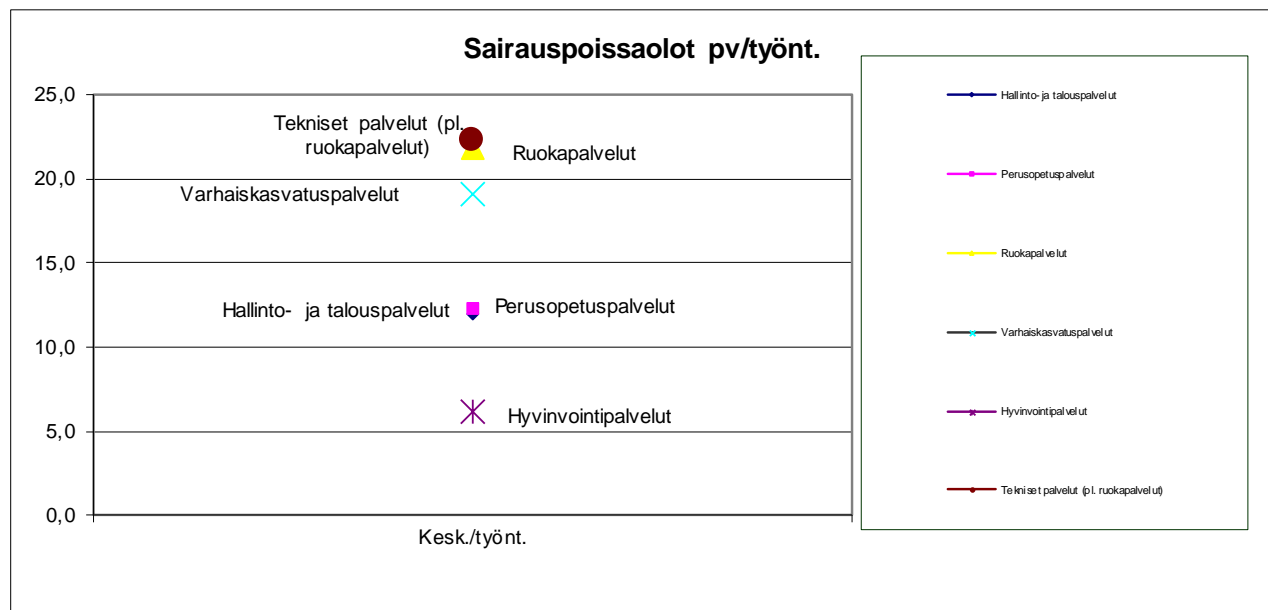 Sairauspoissaolot pv/työnt.
25,0
20,0
15,0
10,0
5,0
0,0
Tekniset palvelut (pl.
ruokapalvelut)
Ruokapalvelut
Varhaiskasvatuspalvelut
Hallinto- ja talouspalvelut
Perusopetuspalvelut
Hyvinvointipalvelut
Kesk./työnt.
Hallinto- ja talouspalvelut
Perusopetuspalvelut
Ruokapalvelut
Varhaiskasvatuspalvelut
Hyvinvointipalvelut
Tekniset palvelut (pl. ruokapalvelut)